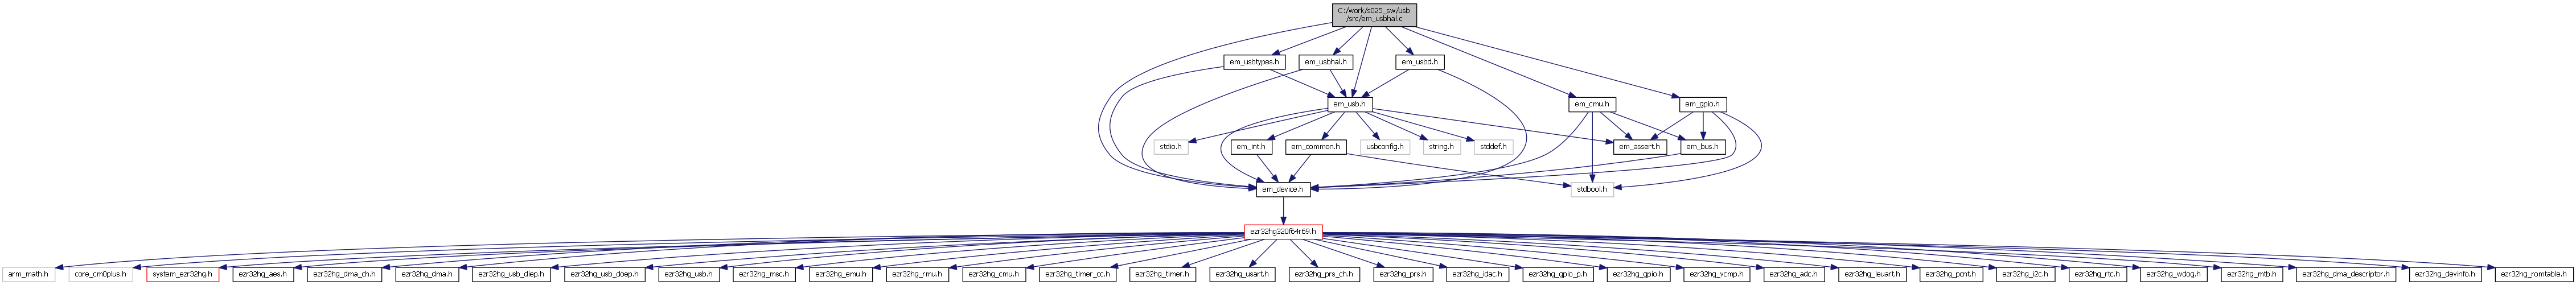 C:/work/s025_sw/usb
/src/em_usbhal.c
em_usbtypes.h
em_usbhal.h
em_usbd.h
em_usb.h
em_cmu.h
em_gpio.h
stdio.h
em_int.h
em_common.h
usbconfig.h
string.h
stddef.h
em_assert.h
em_bus.h
em_device.h
stdbool.h
ezr32hg320f64r69.h
arm_math.h
core_cm0plus.h
system_ezr32hg.h
ezr32hg_aes.h
ezr32hg_dma_ch.h
ezr32hg_dma.h
ezr32hg_usb_diep.h
ezr32hg_usb_doep.h
ezr32hg_usb.h
ezr32hg_msc.h
ezr32hg_emu.h
ezr32hg_rmu.h
ezr32hg_cmu.h
ezr32hg_timer_cc.h
ezr32hg_timer.h
ezr32hg_usart.h
ezr32hg_prs_ch.h
ezr32hg_prs.h
ezr32hg_idac.h
ezr32hg_gpio_p.h
ezr32hg_gpio.h
ezr32hg_vcmp.h
ezr32hg_adc.h
ezr32hg_leuart.h
ezr32hg_pcnt.h
ezr32hg_i2c.h
ezr32hg_rtc.h
ezr32hg_wdog.h
ezr32hg_mtb.h
ezr32hg_dma_descriptor.h
ezr32hg_devinfo.h
ezr32hg_romtable.h